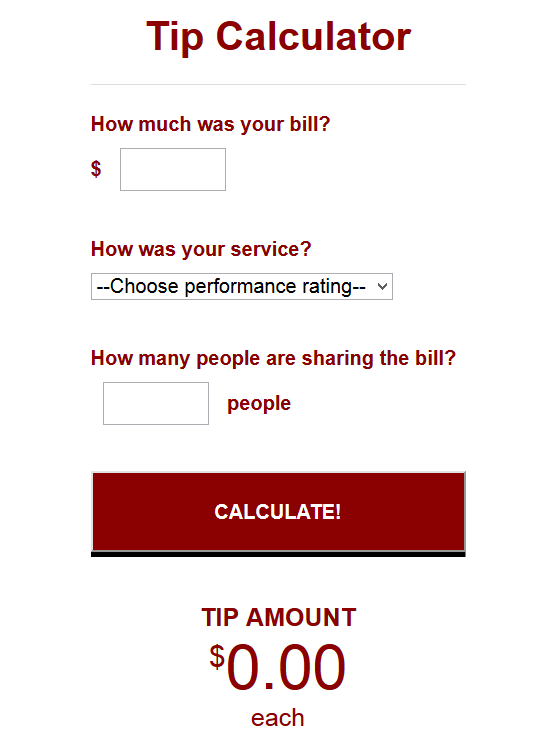 Tip Calculator
How much was your bill?
$
How was your service?
--Choose performance rating--
How many people are sharing the bill?
people
CALCULATE!
TIP AMOUNT
$0.00
each